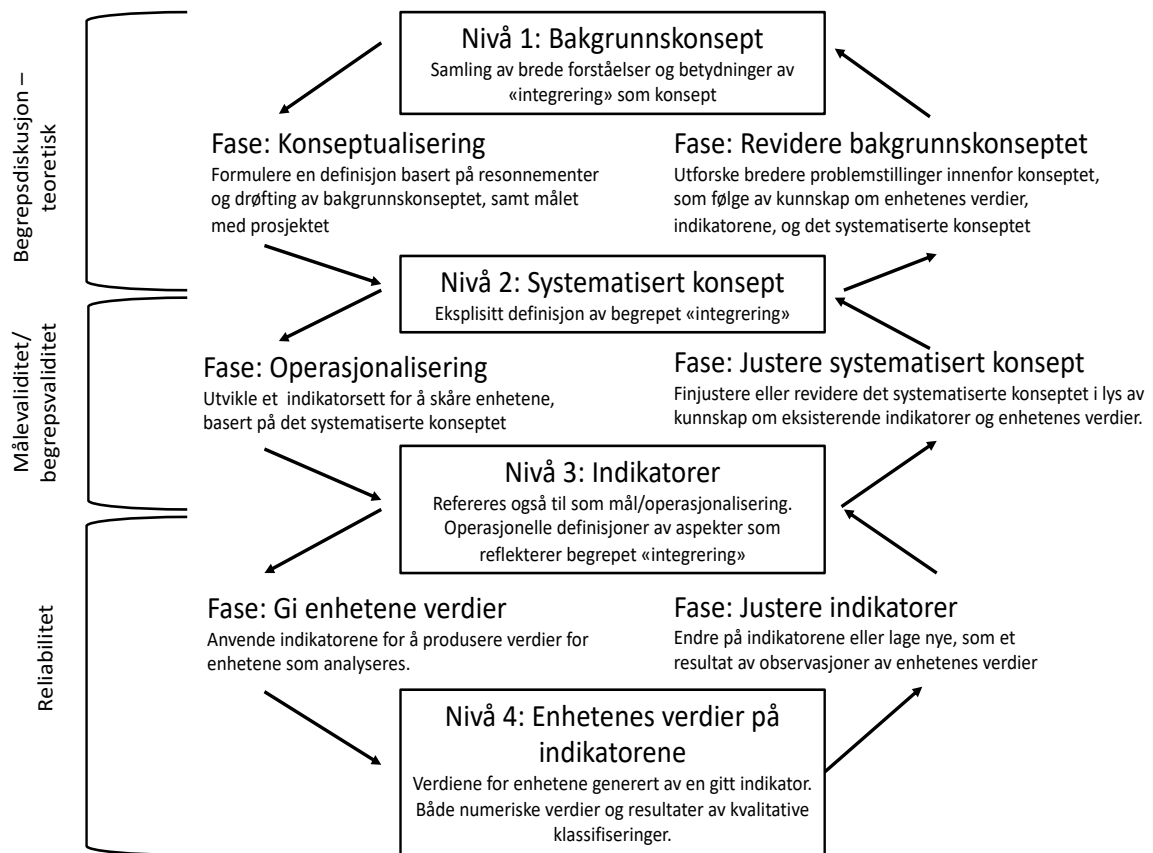 Nivå 1: Bakgrunnskonsept
Samling av brede forståelser og betydninger av
«integrering» som konsept
Begrepsdiskusjon –
teoretisk
Fase: Konseptualisering
Formulere en definisjon basert på resonnementer
og drøfting av bakgrunnskonseptet, samt målet
med prosjektet
Fase: Revidere bakgrunnskonseptet
Utforske bredere problemstillinger innenfor konseptet,
som følge av kunnskap om enhetenes verdier,
indikatorene, og det systematiserte konseptet
Nivå 2: Systematisert konsept
Eksplisitt definisjon av begrepet «integrering»
Målevaliditet/
begrepsvaliditet
Fase: Operasjonalisering
Utvikle et indikatorsett for å skåre enhetene,
basert på det systematiserte konseptet
Fase: Justere systematisert konsept
Finjustere eller revidere det systematiserte konseptet i lys av
kunnskap om eksisterende indikatorer og enhetenes verdier.
Nivå 3: Indikatorer
Refereres også til som mål/operasjonalisering.
Operasjonelle definisjoner av aspekter som
reflekterer begrepet «integrering»
Reliabilitet
Fase: Gi enhetene verdier
Anvende indikatorene for å produsere verdier for
enhetene som analyseres.
Fase: Justere indikatorer
Endre på indikatorene eller lage nye, som et
resultat av observasjoner av enhetenes verdier
Nivå 4: Enhetenes verdier på
indikatorene
Verdiene for enhetene generert av en gitt indikator.
Både numeriske verdier og resultater av kvalitative
klassifiseringer.